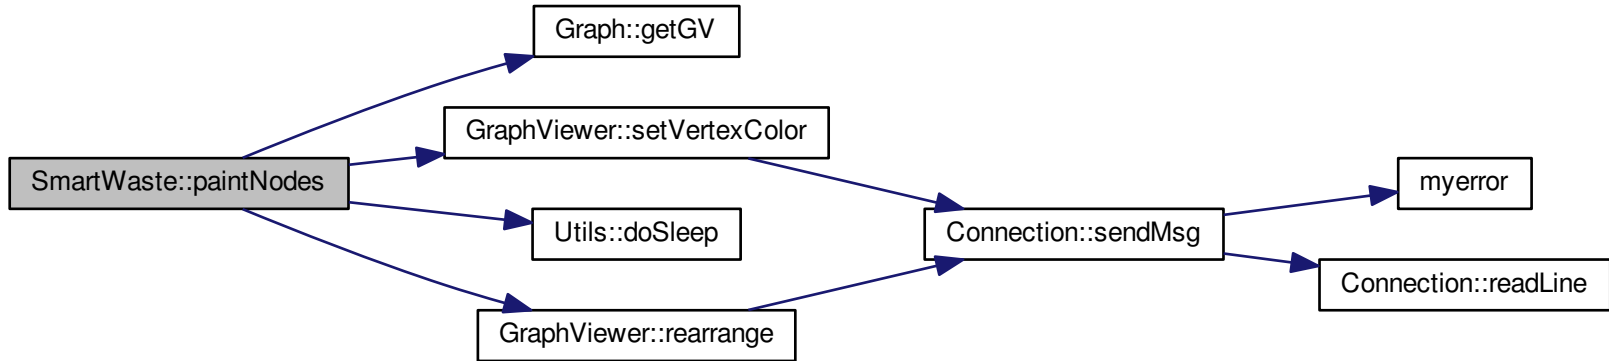 Graph::getGV
GraphViewer::setVertexColor
SmartWaste::paintNodes
myerror
Utils::doSleep
Connection::sendMsg
Connection::readLine
GraphViewer::rearrange